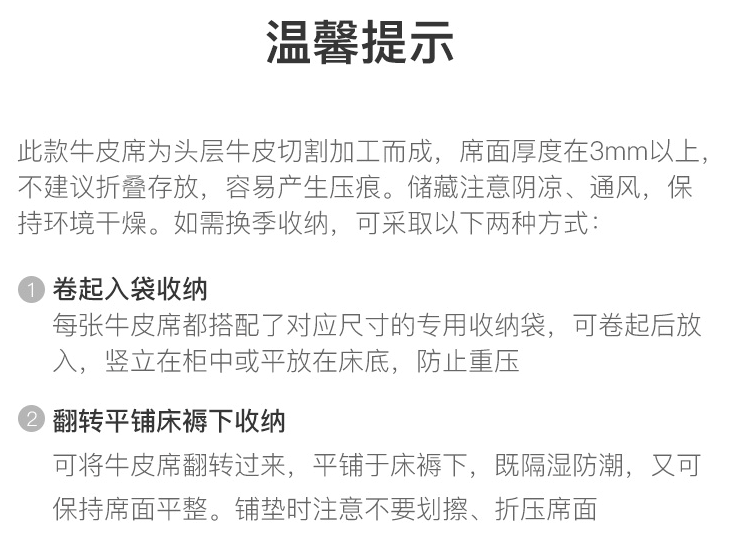 温馨提示
此款牛皮席为头层牛皮切割加工而成，席面厚度在3mm以上，
不建议折叠存放，容易产生压痕。储藏注意阴凉、通风，保
持环境干燥。如需换季收纳，可采取以下两种方式：
1 卷起入袋收纳
每张牛皮席都搭配了对应尺寸的专用收纳袋，可卷起后放
入，竖立在柜中或平放在床底，防止重压
2 翻转平铺床褥下收纳
可将牛皮席翻转过来，平铺于床褥下，既隔湿防潮，又可
保持席面平整。铺垫时注意不要划擦、折压席面